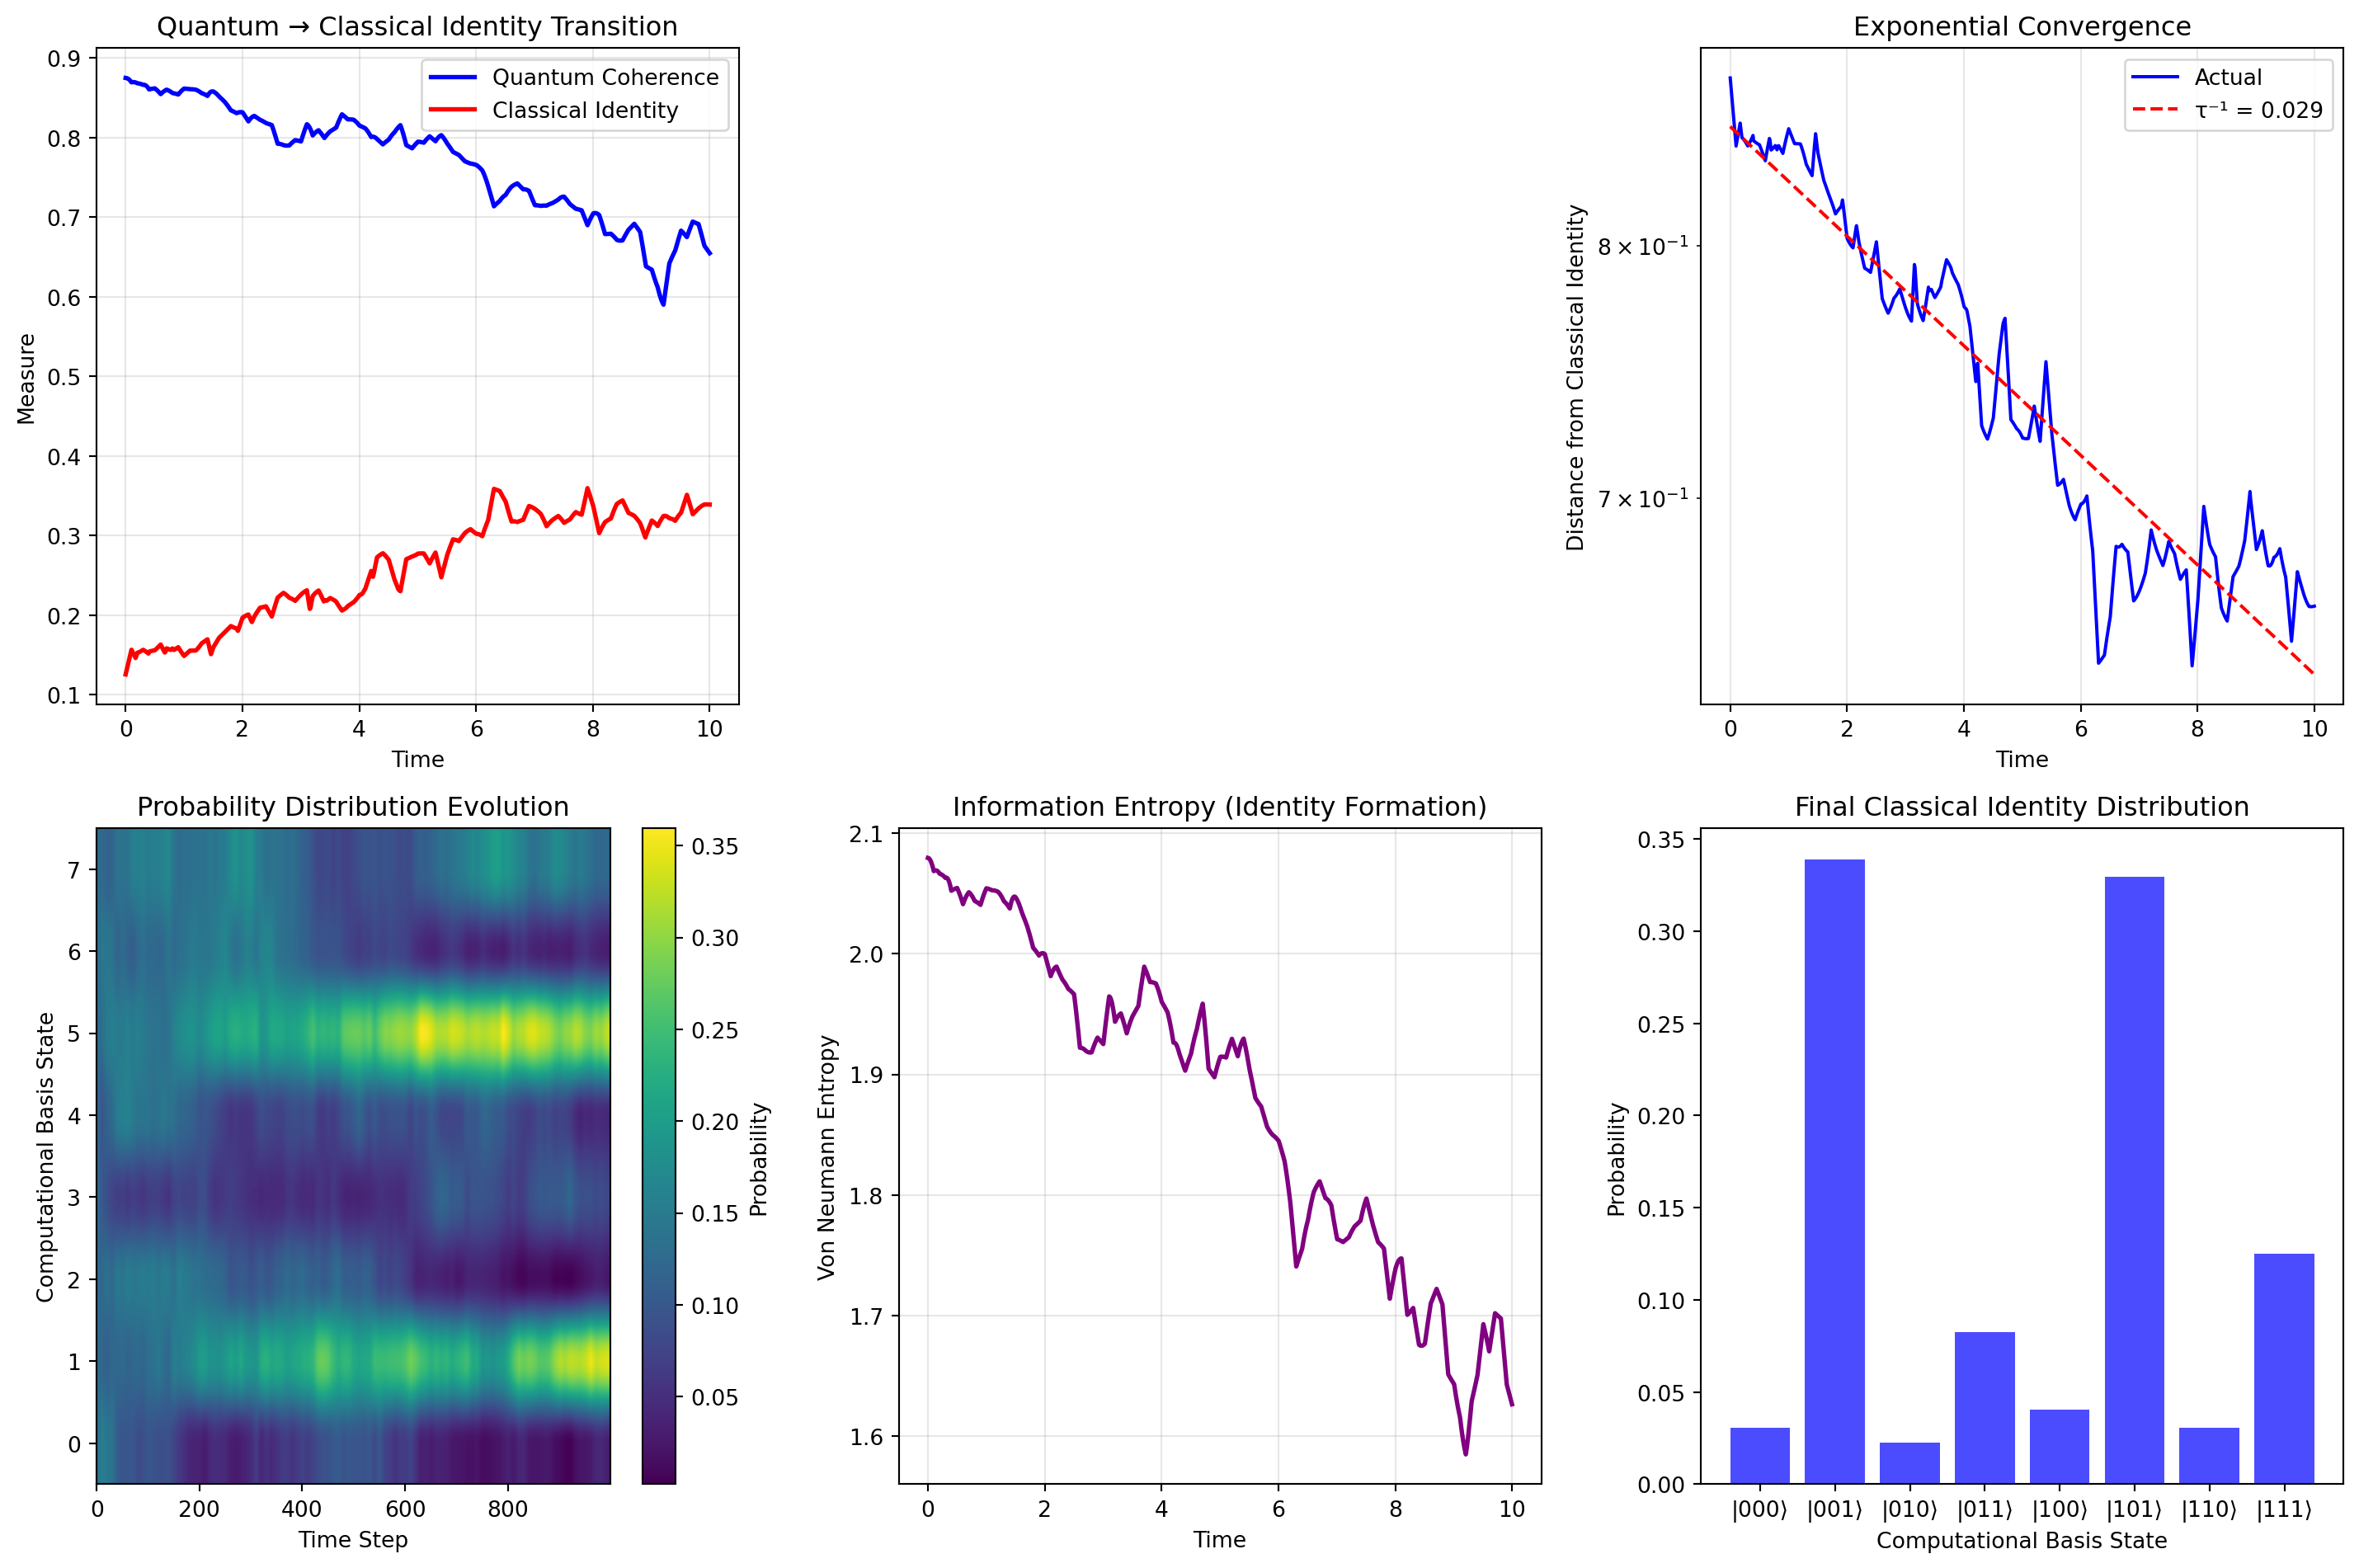 Quantum → Classical Identity Transition
Quantum Coherence
Classical Identity
Measure
0.9
0.8
0.7
0.6
0.5
0.4
0.3
0.2
0.1
0 2 4 6 8 10
Time
Exponential Convergence
Actual
τ⁻¹ = 0.029
Distance from Classical Identity
8 × 10⁻¹
7 × 10⁻¹
0 2 4 6 8 10
Time
Probability Distribution Evolution
Computational Basis State
7
6
5
4
3
2
1
0
0 200 400 600 800
Time Step
0.35
0.30
0.25
0.20
0.15
0.10
0.05
Probability
Information Entropy (Identity Formation)
Von Neumann Entropy
2.1
2.0
1.9
1.8
1.7
1.6
0 2 4 6 8 10
Time
Final Classical Identity Distribution
Probability
0.35
0.30
0.25
0.20
0.15
0.10
0.05
0.00
|000⟩ |001⟩ |010⟩ |011⟩ |100⟩ |101⟩ |110⟩ |111⟩
Computational Basis State